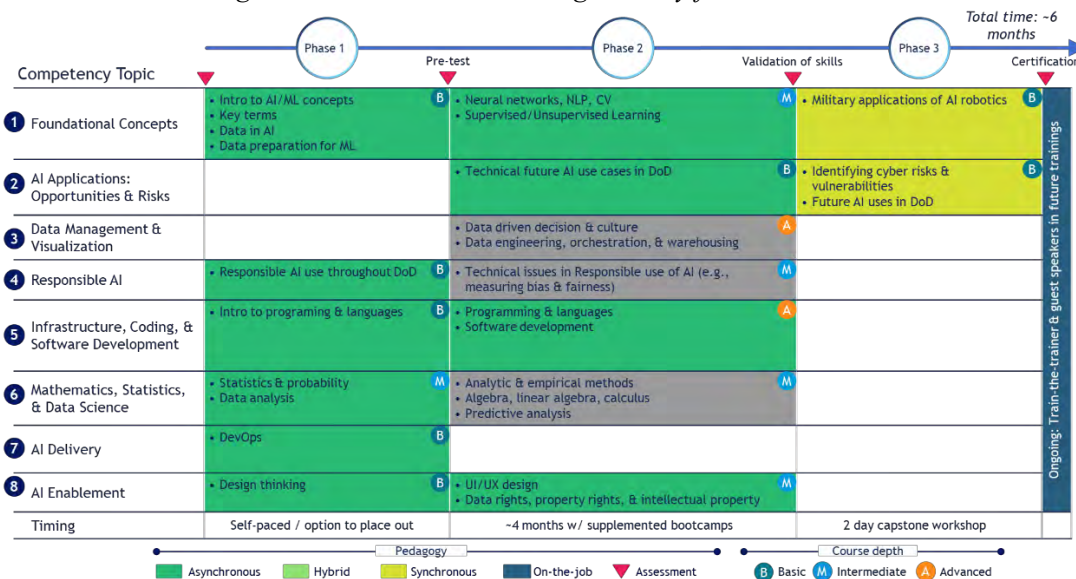 Total time: ~6
months
Phase 1
Phase 2
Phase 3
Competency Topic
Pre-test
Validation of skills
Certification
1 Foundational Concepts
• Intro to AI/ML concepts
• Key terms
• Data in AI
• Data preparation for ML
B
• Neural networks, NLP, CV
• Supervised/Unsupervised Learning
M
• Military applications of AI robotics
B
2 AI Applications:
Opportunities & Risks
• Technical future AI use cases in DoD
B
• Identifying cyber risks &
vulnerabilities
• Future AI uses in DoD
B
3 Data Management &
Visualization
• Data driven decision & culture
• Data engineering, orchestration, & warehousing
A
4 Responsible AI
• Responsible AI use throughout DoD
B
• Technical issues in Responsible use of AI (e.g.,
measuring bias & fairness)
M
5 Infrastructure, Coding, &
Software Development
• Intro to programing & languages
B
• Programming & languages
• Software development
A
6 Mathematics, Statistics,
& Data Science
• Statistics & probability
• Data analysis
M
• Analytic & empirical methods
• Algebra, linear algebra, calculus
• Predictive analysis
M
7 AI Delivery
• DevOps
B
8 AI Enablement
• Design thinking
B
• UI/UX design
• Data rights, property rights, & intellectual property
M
Ongoing: Train-the-trainer & guest speakers in future trainings
Timing
Self-paced / option to place out
~4 months w/ supplemented bootcamps
2 day capstone workshop
Pedagogy
Course depth
Asynchronous
Hybrid
Synchronous
On-the-job
Assessment
B Basic
M Intermediate
A Advanced